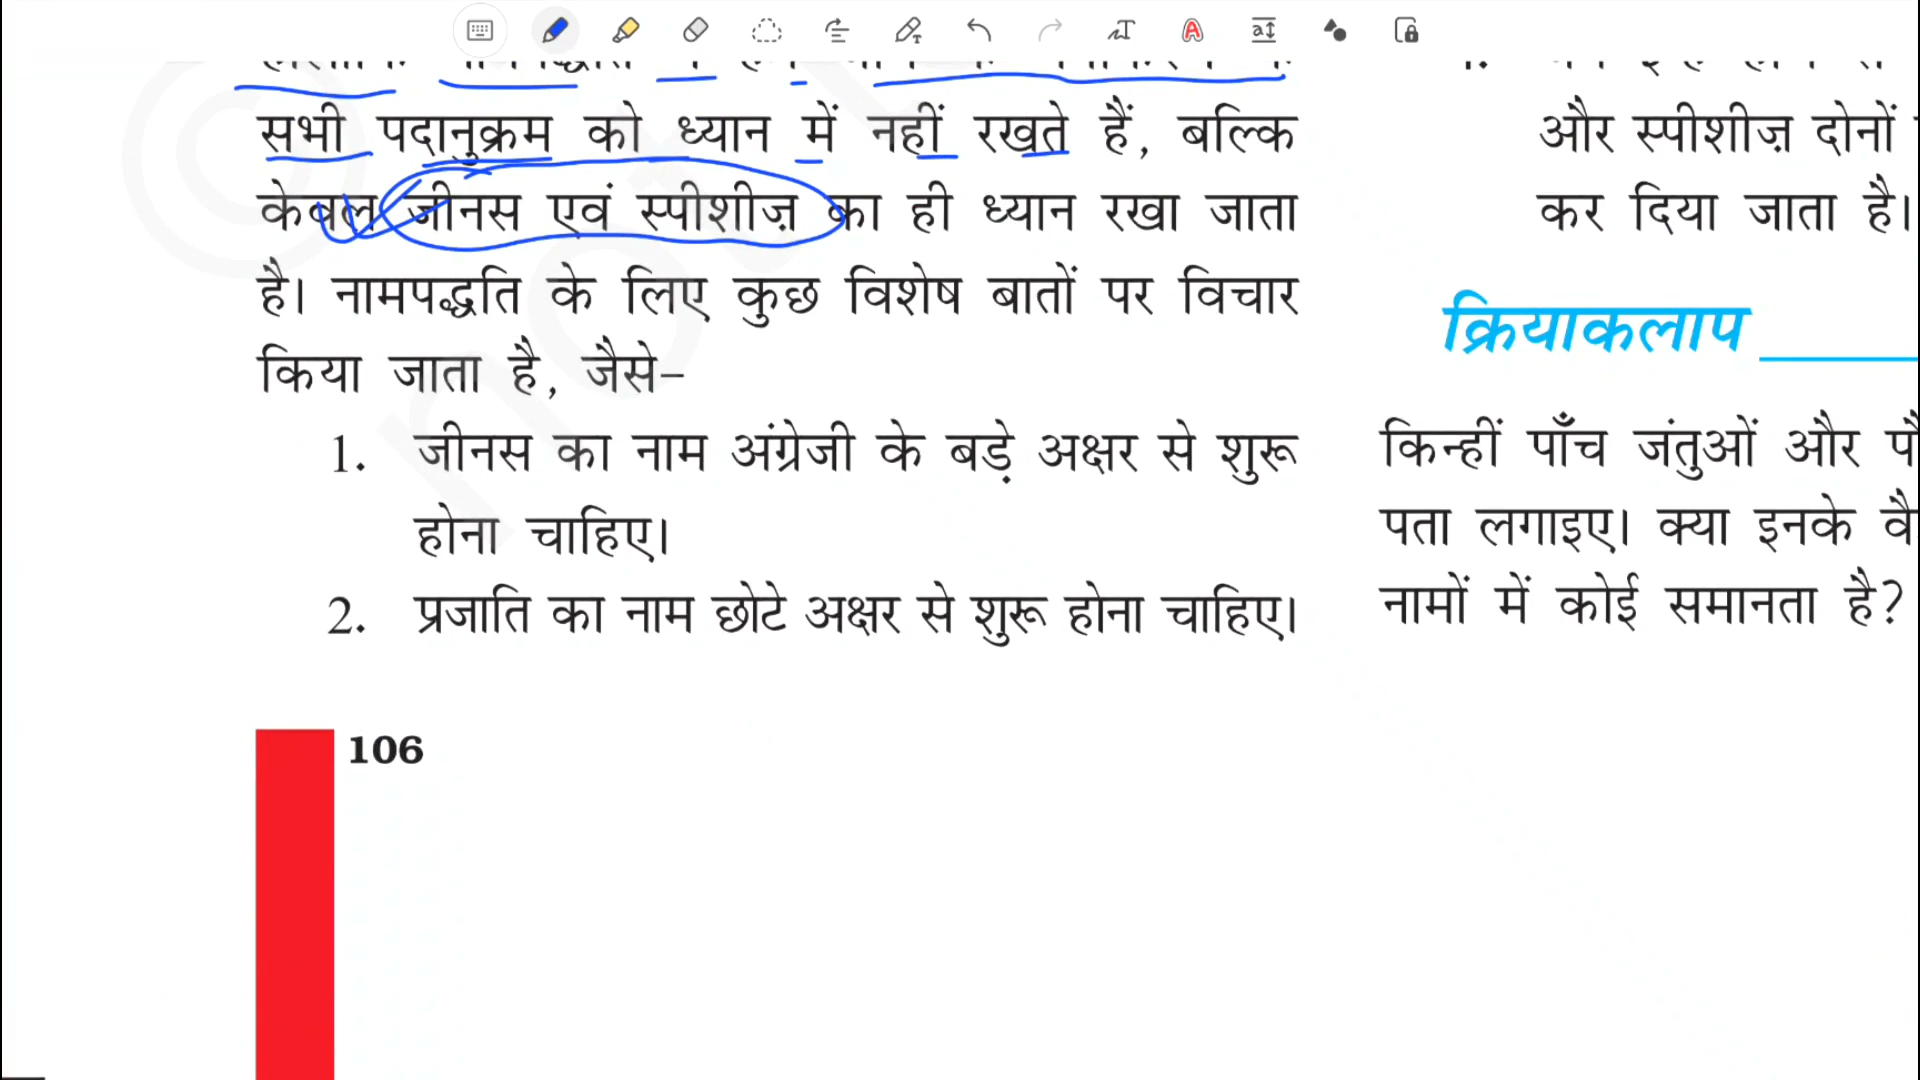 सभी पदानुक्रम को ध्यान में नहीं रखते हैं, बल्कि
केवल जीनस एवं स्पीशीज़ का ही ध्यान रखा जाता
है। नामपद्धति के लिए कुछ विशेष बातों पर विचार
किया जाता है, जैसे–
1. जीनस का नाम अंग्रेजी के बड़े अक्षर से शुरू
होना चाहिए।
2. प्रजाति का नाम छोटे अक्षर से शुरू होना चाहिए।
106
और स्पीशीज़ दोनों
कर दिया जाता है।
क्रियाकलाप
किन्हीं पाँच जंतुओं और
पता लगाइए। क्या इनके
नामों में कोई समानता है?